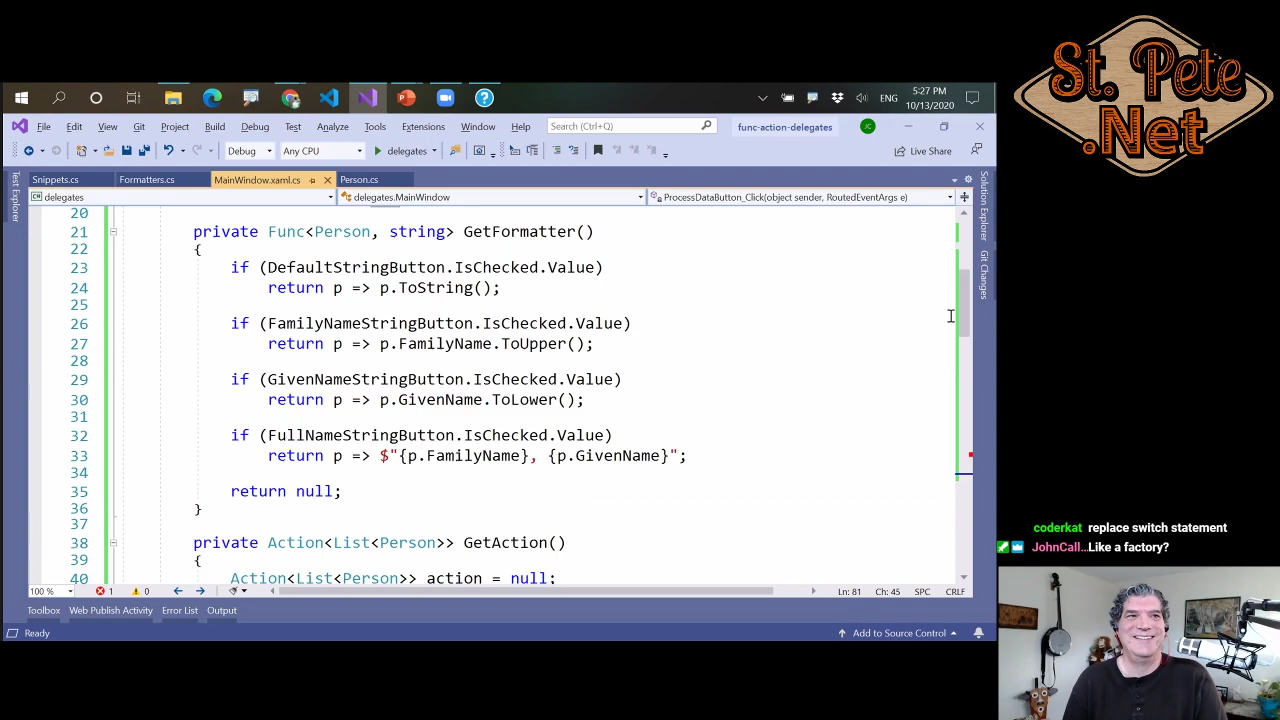 St. Pete
.Net
5:27 PM
ENG
10/13/2020
File Edit View Git Project Build Debug Test Analyze Tools Extensions Window Help Search (Ctrl+Q) func-action-delegates JC
Debug Any CPU delegates Live Share
Snippets.cs Formatters.cs MainWindow.xaml.cs Person.cs
delegates delegates.MainWindow ProcessDataButton_Click(object sender, RoutedEventArgs e)
Test Explorer
Solution Explorer
Git Changes
20
21 private Func<Person, string> GetFormatter()
22 {
23 if (DefaultStringButton.IsChecked.Value)
24 return p => p.ToString();
25
26 if (FamilyNameStringButton.IsChecked.Value)
27 return p => p.FamilyName.ToUpper();
28
29 if (GivenNameStringButton.IsChecked.Value)
30 return p => p.GivenName.ToLower();
31
32 if (FullNameStringButton.IsChecked.Value)
33 return p => $"{p.FamilyName}, {p.GivenName}";
34
35 return null;
36 }
37
38 private Action<List<Person>> GetAction()
39 {
40 Action<List<Person>> action = null;
100 % 1 0 Ln: 81 Ch: 45 SPC CRLF
Toolbox Web Publish Activity Error List Output
Ready Add to Source Control
coderkat replace switch statement
JohnCall... Like a factory?